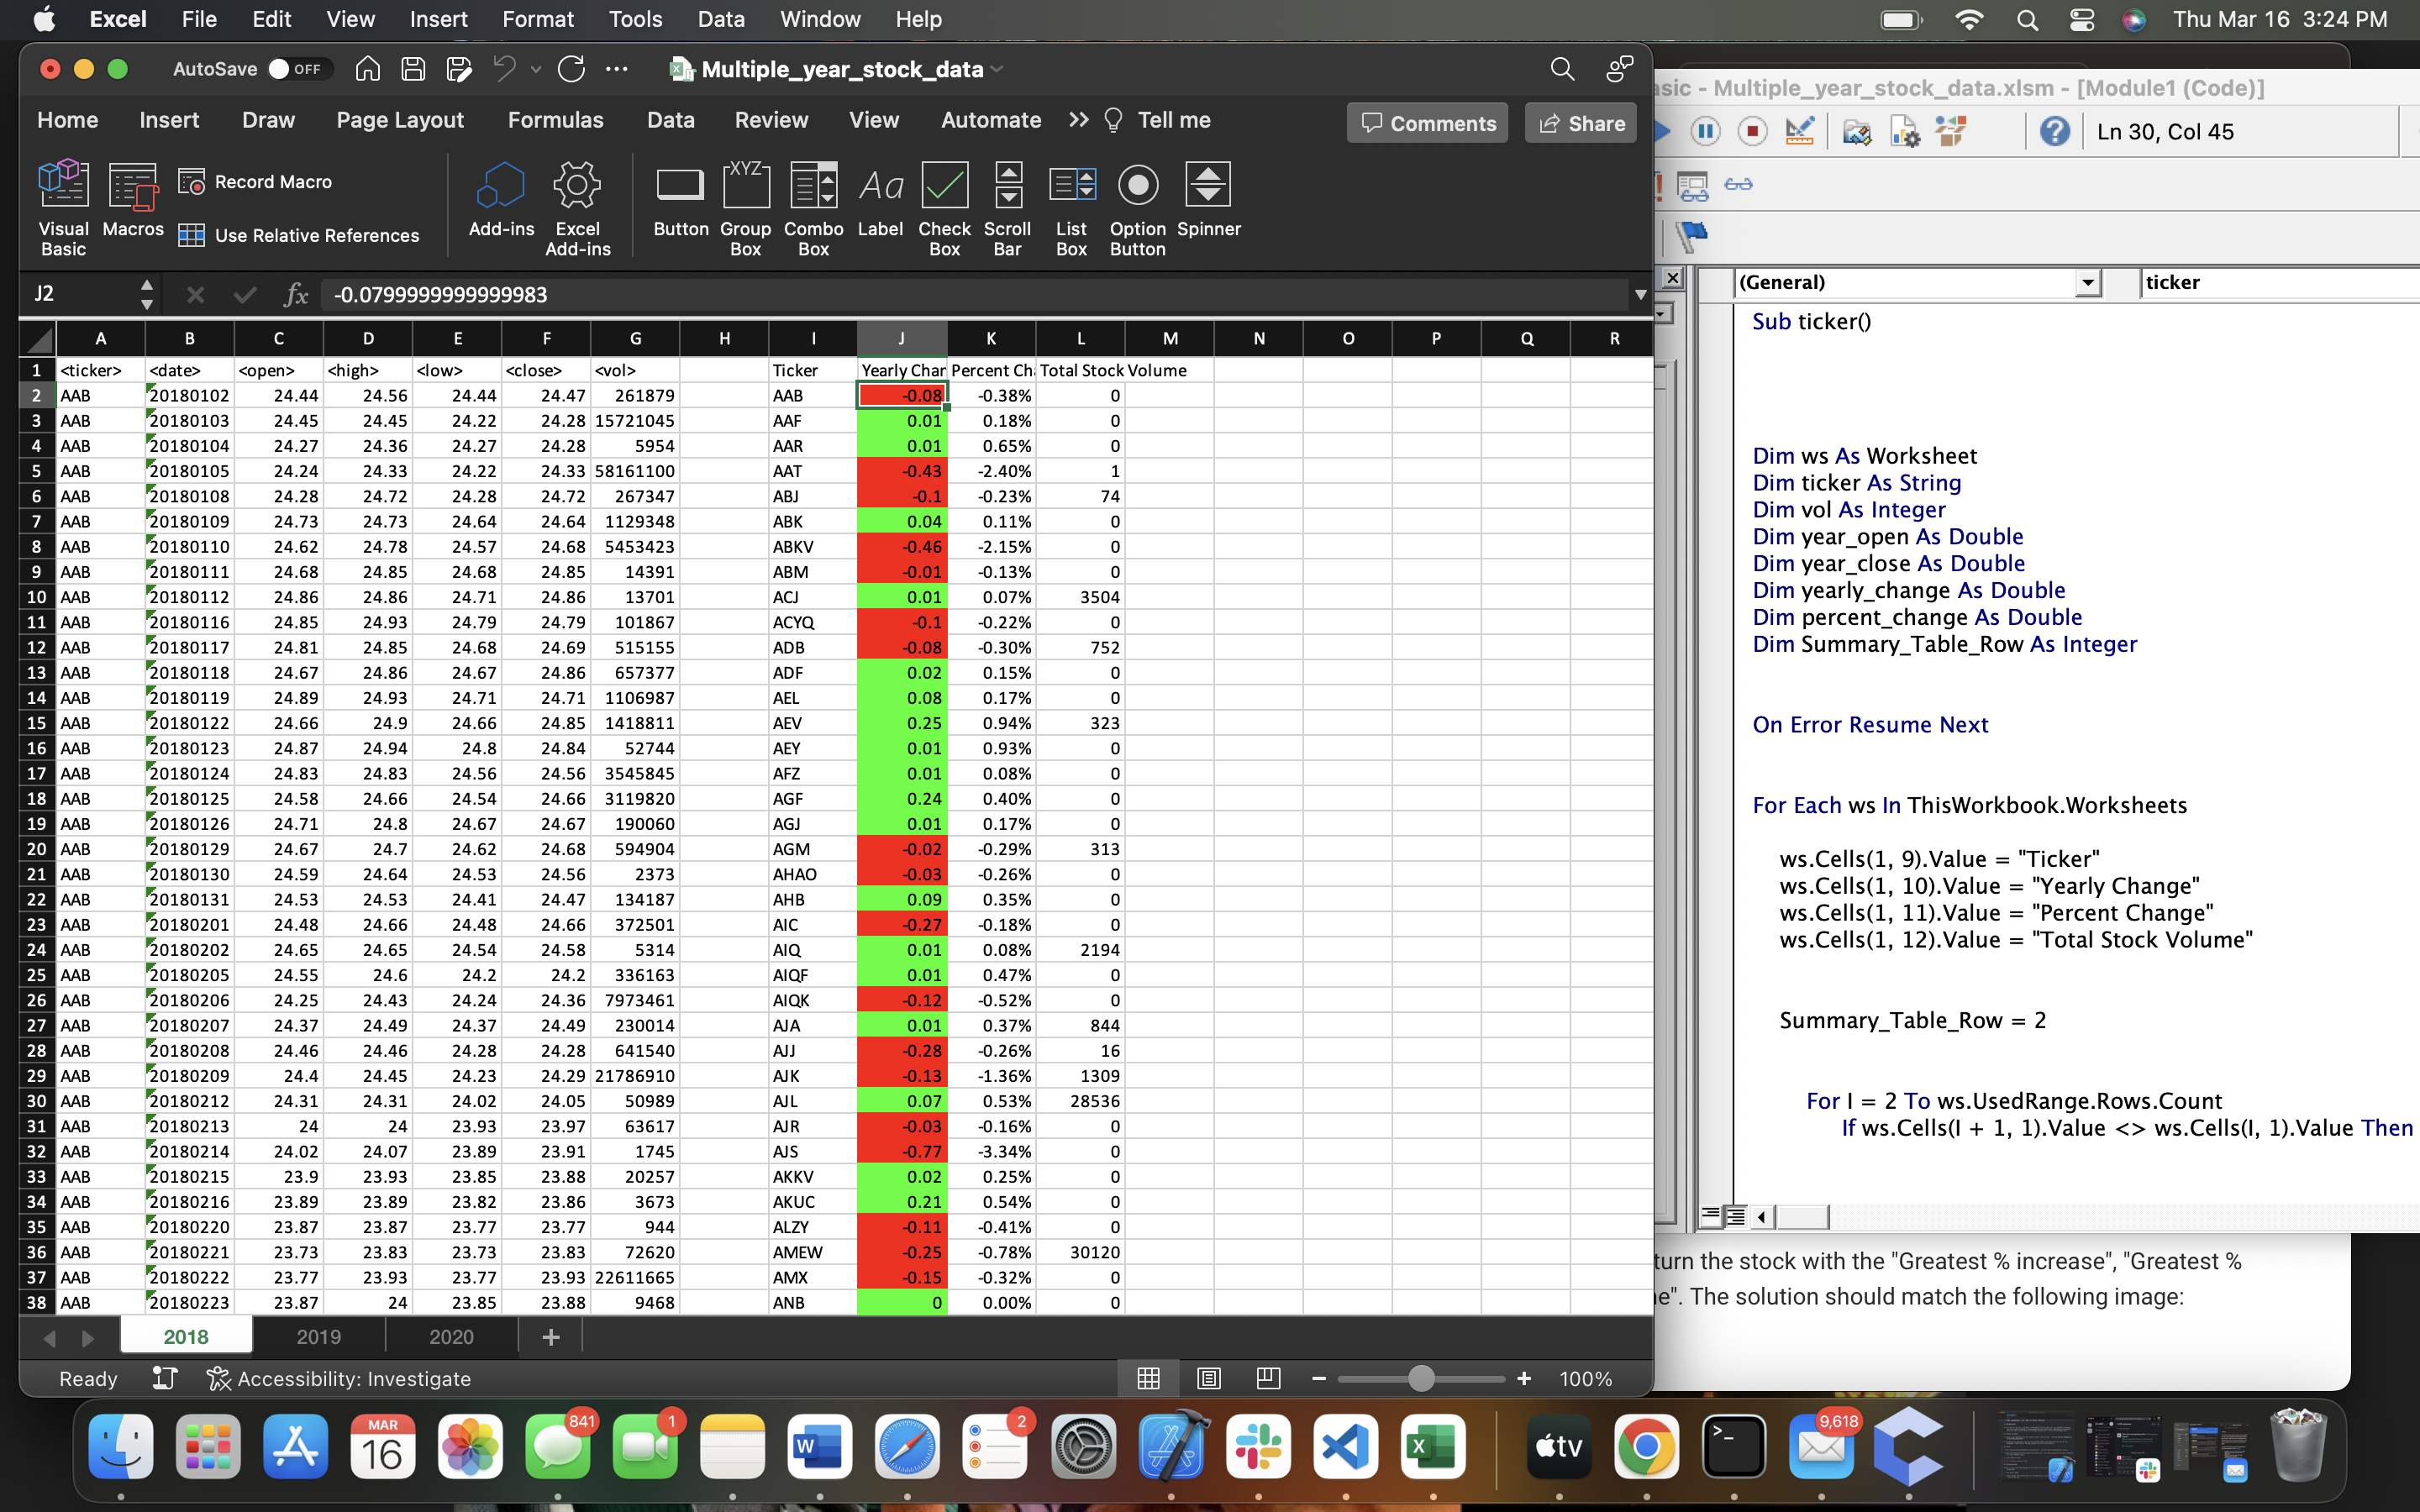 Excel File Edit View Insert Format Tools Data Window Help Thu Mar 16 3:24 PM
AutoSave OFF Multiple_year_stock_data
Home Insert Draw Page Layout Formulas Data Review View Automate Tell me Comments Share
Visual Basic Macros Record Macro Use Relative References Add-ins Excel Add-ins XYZ Button Group Box Combo Box Aa Label Check Box Scroll Bar List Box Option Button Spinner
J2 fx -0.0799999999999983
A B C D E F G H I J K L M N O P Q R
1 <ticker> <date> <open> <high> <low> <close> <vol> Ticker Yearly Char Percent Ch Total Stock Volume
2 AAB 20180102 24.44 24.56 24.44 24.47 261879 AAB -0.08 -0.38% 0
3 AAB 20180103 24.45 24.45 24.22 24.28 15721045 AAF 0.01 0.18% 0
4 AAB 20180104 24.27 24.36 24.27 24.28 5954 AAR 0.01 0.65% 0
5 AAB 20180105 24.24 24.33 24.22 24.33 58161100 AAT -0.43 -2.40% 1
6 AAB 20180108 24.28 24.72 24.28 24.72 267347 ABJ -0.1 -0.23% 74
7 AAB 20180109 24.73 24.73 24.64 24.64 1129348 ABK 0.04 0.11% 0
8 AAB 20180110 24.62 24.78 24.57 24.68 5453423 ABKV -0.46 -2.15% 0
9 AAB 20180111 24.68 24.85 24.68 24.85 14391 ABM -0.01 -0.13% 0
10 AAB 20180112 24.86 24.86 24.71 24.86 13701 ACJ 0.01 0.07% 3504
11 AAB 20180116 24.85 24.93 24.79 24.79 101867 ACYQ -0.1 -0.22% 0
12 AAB 20180117 24.81 24.85 24.68 24.69 515155 ADB -0.08 -0.30% 752
13 AAB 20180118 24.67 24.86 24.67 24.86 657377 ADF 0.02 0.15% 0
14 AAB 20180119 24.89 24.93 24.71 24.71 1106987 AEL 0.08 0.17% 0
15 AAB 20180122 24.66 24.9 24.66 24.85 1418811 AEV 0.25 0.94% 323
16 AAB 20180123 24.87 24.94 24.8 24.84 52744 AEY 0.01 0.93% 0
17 AAB 20180124 24.83 24.83 24.56 24.56 3545845 AFZ 0.01 0.08% 0
18 AAB 20180125 24.58 24.66 24.54 24.66 3119820 AGF 0.24 0.40% 0
19 AAB 20180126 24.71 24.8 24.67 24.67 190060 AGJ 0.01 0.17% 0
20 AAB 20180129 24.67 24.7 24.62 24.68 594904 AGM -0.02 -0.29% 313
21 AAB 20180130 24.59 24.64 24.53 24.56 2373 AHAO -0.03 -0.26% 0
22 AAB 20180131 24.53 24.53 24.41 24.47 134187 AHB 0.09 0.35% 0
23 AAB 20180201 24.48 24.66 24.48 24.66 372501 AIC -0.27 -0.18% 0
24 AAB 20180202 24.65 24.65 24.54 24.58 5314 AIQ 0.01 0.08% 2194
25 AAB 20180205 24.55 24.6 24.2 24.2 336163 AIQF 0.01 0.47% 0
26 AAB 20180206 24.25 24.43 24.24 24.36 7973461 AIQK -0.12 -0.52% 0
27 AAB 20180207 24.37 24.49 24.37 24.49 230014 AJA 0.01 0.37% 844
28 AAB 20180208 24.46 24.46 24.28 24.28 641540 AJJ -0.28 -0.26% 16
29 AAB 20180209 24.4 24.45 24.23 24.29 21786910 AJK -0.13 -1.36% 1309
30 AAB 20180212 24.31 24.31 24.02 24.05 50989 AJL 0.07 0.53% 28536
31 AAB 20180213 24 24 23.93 23.97 63617 AJR -0.03 -0.16% 0
32 AAB 20180214 24.02 24.07 23.89 23.91 1745 AJS -0.77 -3.34% 0
33 AAB 20180215 23.9 23.93 23.85 23.88 20257 AKKV 0.02 0.25% 0
34 AAB 20180216 23.89 23.89 23.82 23.86 3673 AKUC 0.21 0.54% 0
35 AAB 20180220 23.87 23.87 23.77 23.77 944 ALZY -0.11 -0.41% 0
36 AAB 20180221 23.73 23.83 23.73 23.83 72620 AMEW -0.25 -0.78% 30120
37 AAB 20180222 23.77 23.93 23.77 23.93 22611665 AMX -0.15 -0.32% 0
38 AAB 20180223 23.87 24 23.85 23.88 9468 ANB 0 0.00% 0
2018 2019 2020 +
Ready Accessibility: Investigate 100%
asic - Multiple_year_stock_data.xlsm - [Module1 (Code)]
Ln 30, Col 45
(General) ticker
Sub ticker()
Dim ws As Worksheet
Dim ticker As String
Dim vol As Integer
Dim year_open As Double
Dim year_close As Double
Dim yearly_change As Double
Dim percent_change As Double
Dim Summary_Table_Row As Integer
On Error Resume Next
For Each ws In ThisWorkbook.Worksheets
ws.Cells(1, 9).Value = "Ticker"
ws.Cells(1, 10).Value = "Yearly Change"
ws.Cells(1, 11).Value = "Percent Change"
ws.Cells(1, 12).Value = "Total Stock Volume"
Summary_Table_Row = 2
For I = 2 To ws.UsedRange.Rows.Count
If ws.Cells(I + 1, 1).Value <> ws.Cells(I, 1).Value Then
turn the stock with the "Greatest % increase", "Greatest %
e". The solution should match the following image:
MAR 16 841 1 W 2 X tv 9,618